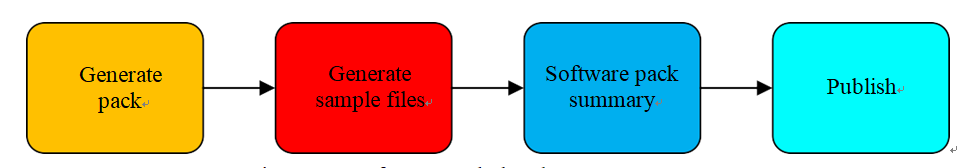 Generate
pack
Generate
sample files
Software pack
summary
Publish